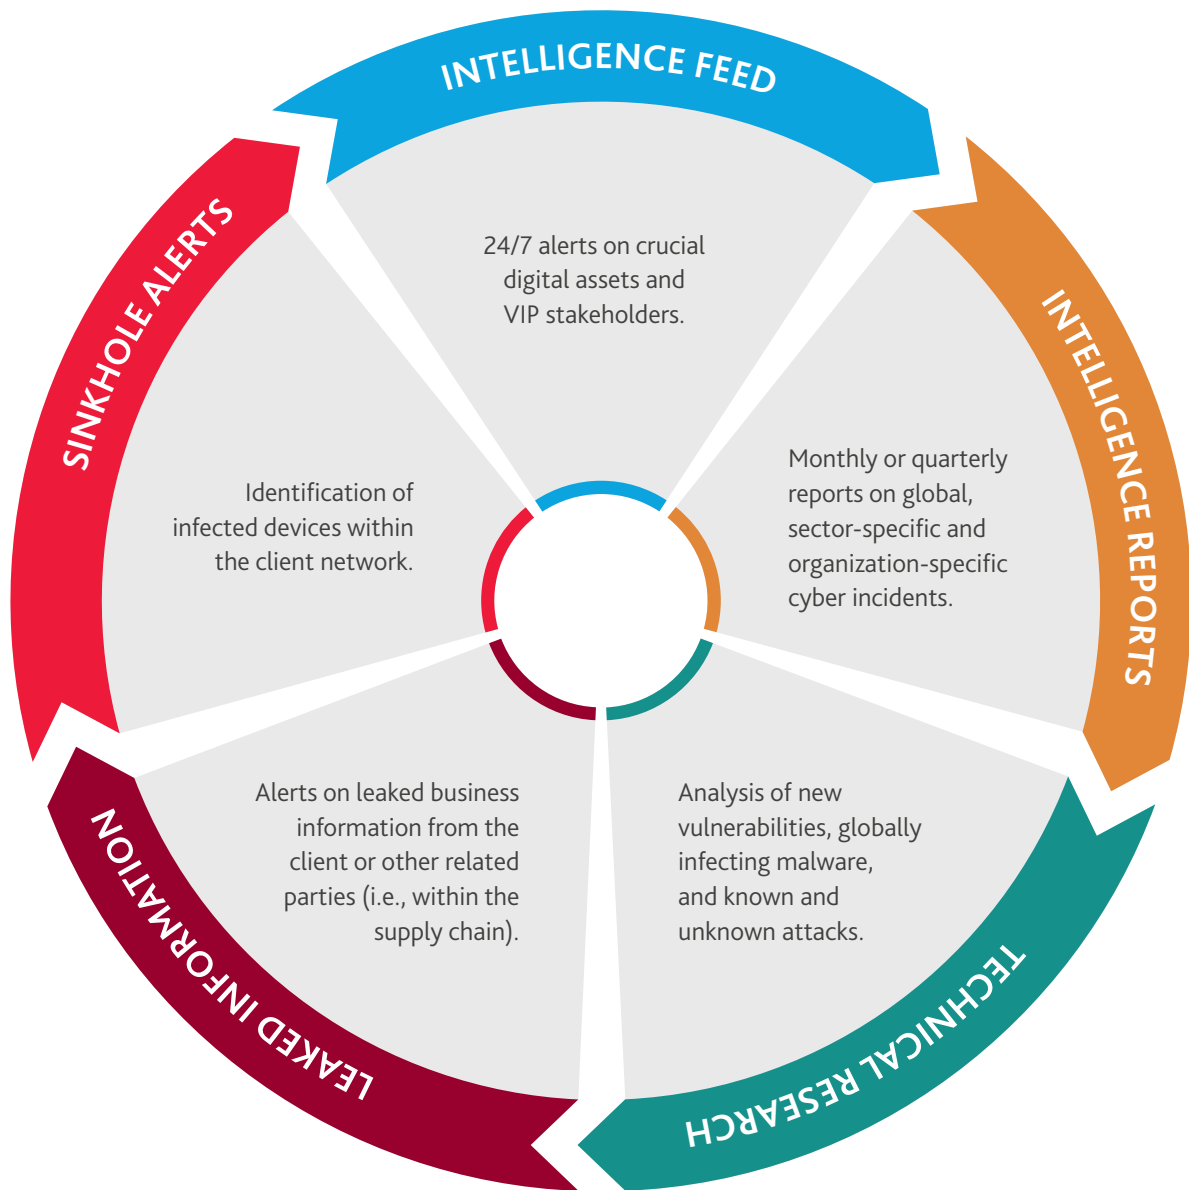 INTELLIGENCE FEED
24/7 alerts on crucial
digital assets and
VIP stakeholders.
INTELLIGENCE REPORTS
Monthly or quarterly
reports on global,
sector-specific and
organization-specific
cyber incidents.
TECHNICAL RESEARCH
Analysis of new
vulnerabilities, globally
infecting malware,
and known and
unknown attacks.
LEAKED INFORMATION
Alerts on leaked business
information from the
client or other related
parties (i.e., within the
supply chain).
SINKHOLE ALERTS
Identification of
infected devices within
the client network.